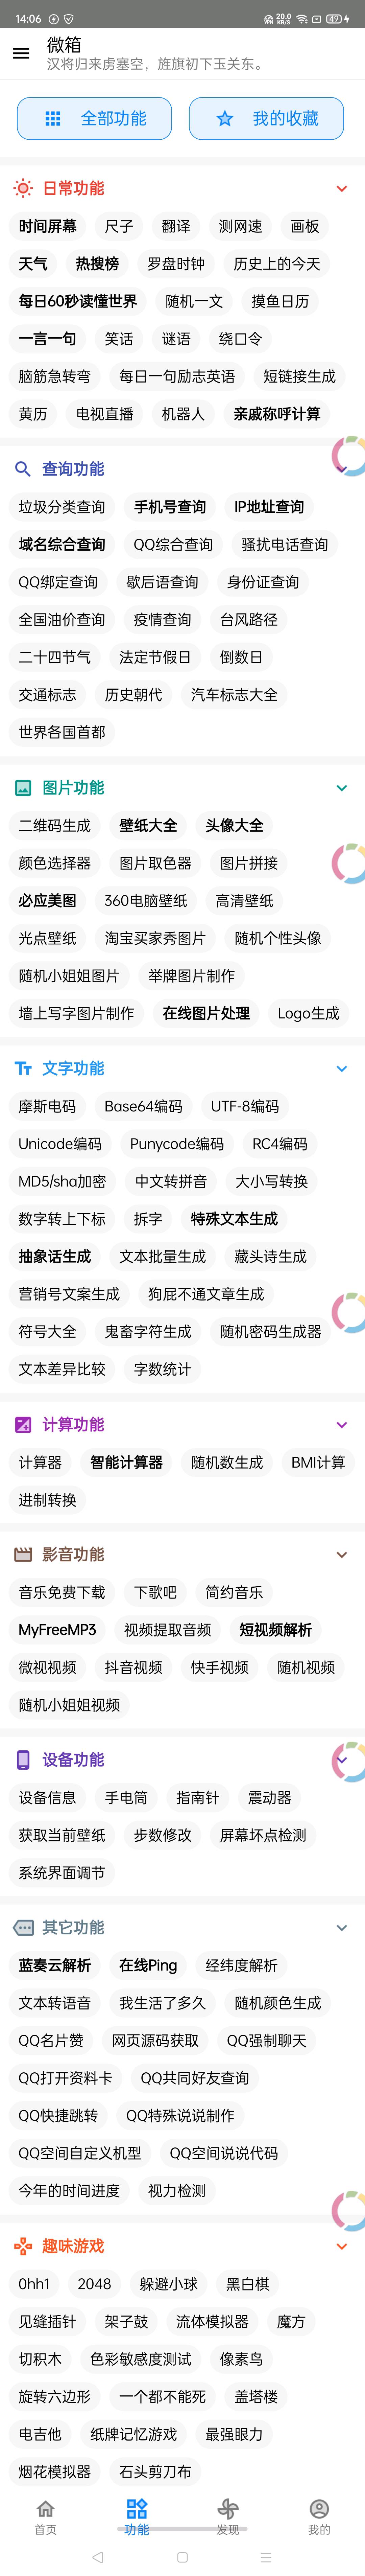 14:06 20.0 KB/S 49
微箱
汉将归来虏塞空，旌旗初下玉关东。
全部功能 我的收藏
日常功能
时间屏幕 尺子 翻译 测网速 画板
天气 热搜榜 罗盘时钟 历史上的今天
每日60秒读懂世界 随机一文 摸鱼日历
一言一句 笑话 谜语 绕口令
脑筋急转弯 每日一句励志英语 短链接生成
黄历 电视直播 机器人 亲戚称呼计算
查询功能
垃圾分类查询 手机号查询 IP地址查询
域名综合查询 QQ综合查询 骚扰电话查询
QQ绑定查询 歇后语查询 身份证查询
全国油价查询 疫情查询 台风路径
二十四节气 法定节假日 倒数日
交通标志 历史朝代 汽车标志大全
世界各国首都
图片功能
二维码生成 壁纸大全 头像大全
颜色选择器 图片取色器 图片拼接
必应美图 360电脑壁纸 高清壁纸
光点壁纸 淘宝买家秀图片 随机个性头像
随机小姐姐图片 举牌图片制作
墙上写字图片制作 在线图片处理 Logo生成
文字功能
摩斯电码 Base64编码 UTF-8编码
Unicode编码 Punycode编码 RC4编码
MD5/sha加密 中文转拼音 大小写转换
数字转上下标 拆字 特殊文本生成
抽象话生成 文本批量生成 藏头诗生成
营销号文案生成 狗屁不通文章生成
符号大全 鬼畜字符生成 随机密码生成器
文本差异比较 字数统计
计算功能
计算器 智能计算器 随机数生成 BMI计算
进制转换
影音功能
音乐免费下载 下歌吧 简约音乐
MyFreeMP3 视频提取音频 短视频解析
微视视频 抖音视频 快手视频 随机视频
随机小姐姐视频
设备功能
设备信息 手电筒 指南针 震动器
获取当前壁纸 步数修改 屏幕坏点检测
系统界面调节
其它功能
蓝奏云解析 在线Ping 经纬度解析
文本转语音 我生活了多久 随机颜色生成
QQ名片赞 网页源码获取 QQ强制聊天
QQ打开资料卡 QQ共同好友查询
QQ快捷跳转 QQ特殊说说制作
QQ空间自定义机型 QQ空间说说代码
今年的时间进度 视力检测
趣味游戏
0hh1 2048 躲避小球 黑白棋
见缝插针 架子鼓 流体模拟器 魔方
切积木 色彩敏感度测试 像素鸟
旋转六边形 一个都不能死 盖塔楼
电吉他 纸牌记忆游戏 最强眼力
烟花模拟器 石头剪刀布
首页 功能 发现 我的